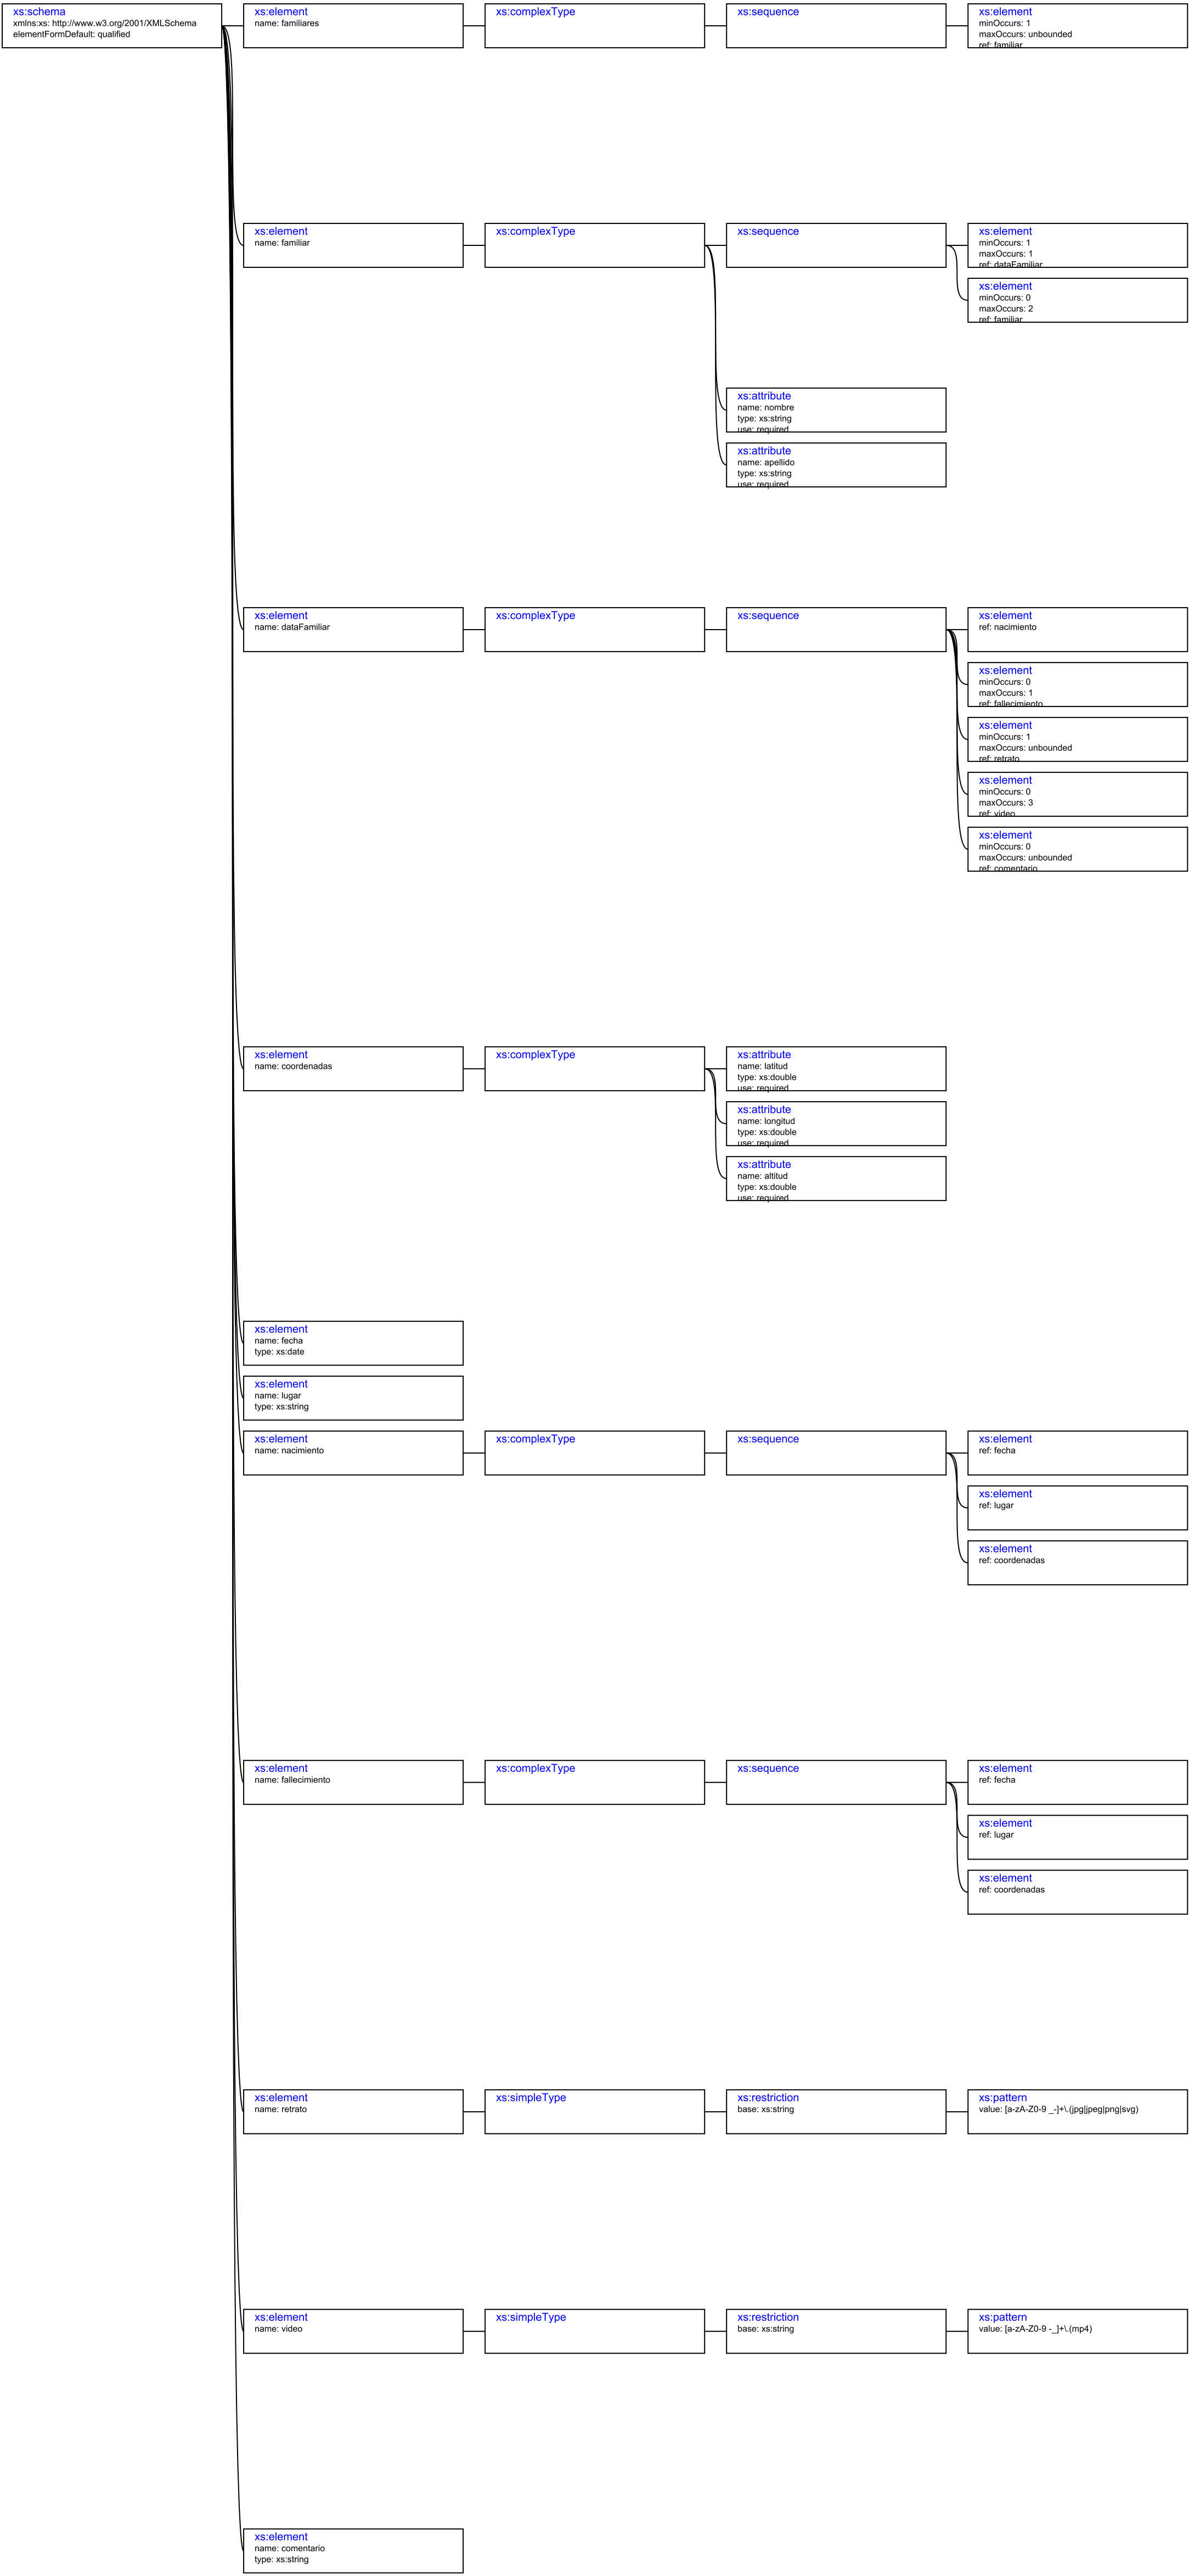 xs:schema
xmlns:xs: http://www.w3.org/2001/XMLSchema
elementFormDefault: qualified
xs:element
name: familiares
xs:complexType
xs:sequence
xs:element
minOccurs: 1
maxOccurs: unbounded
ref: familiar
xs:element
name: familiar
xs:complexType
xs:sequence
xs:element
minOccurs: 1
maxOccurs: 1
ref: dataFamiliar
xs:element
minOccurs: 0
maxOccurs: 2
ref: familiar
xs:attribute
name: nombre
type: xs:string
use: required
xs:attribute
name: apellido
type: xs:string
use: required
xs:element
name: dataFamiliar
xs:complexType
xs:sequence
xs:element
ref: nacimiento
xs:element
minOccurs: 0
maxOccurs: 1
ref: fallecimiento
xs:element
minOccurs: 1
maxOccurs: unbounded
ref: retrato
xs:element
minOccurs: 0
maxOccurs: 3
ref: video
xs:element
minOccurs: 0
maxOccurs: unbounded
ref: comentario
xs:element
name: coordenadas
xs:complexType
xs:attribute
name: latitud
type: xs:double
use: required
xs:attribute
name: longitud
type: xs:double
use: required
xs:attribute
name: altitud
type: xs:double
use: required
xs:element
name: fecha
type: xs:date
xs:element
name: lugar
type: xs:string
xs:element
name: nacimiento
xs:complexType
xs:sequence
xs:element
ref: fecha
xs:element
ref: lugar
xs:element
ref: coordenadas
xs:element
name: fallecimiento
xs:complexType
xs:sequence
xs:element
ref: fecha
xs:element
ref: lugar
xs:element
ref: coordenadas
xs:element
name: retrato
xs:simpleType
xs:restriction
base: xs:string
xs:pattern
value: [a-zA-Z0-9 _-]+\.(jpg|jpeg|png|svg)
xs:element
name: video
xs:simpleType
xs:restriction
base: xs:string
xs:pattern
value: [a-zA-Z0-9 -_]+\.(mp4)
xs:element
name: comentario
type: xs:string